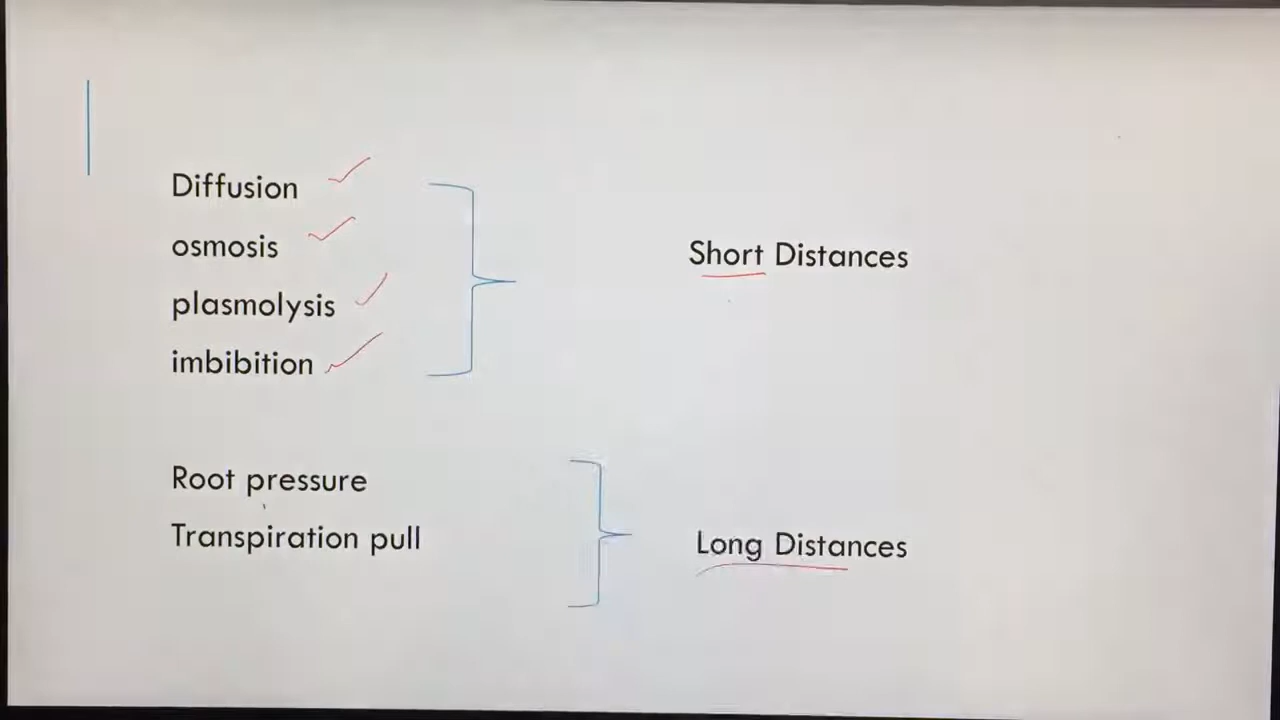 Diffusion
osmosis
plasmolysis
imbibition
Short Distances
Root pressure
Transpiration pull
Long Distances